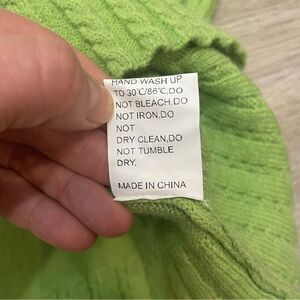 HAND WASH UP
TO 30℃/86℃,DO
NOT BLEACH,DO
NOT IRON,DO
NOT
DRY CLEAN,DO
NOT TUMBLE
DRY.
MADE IN CHINA